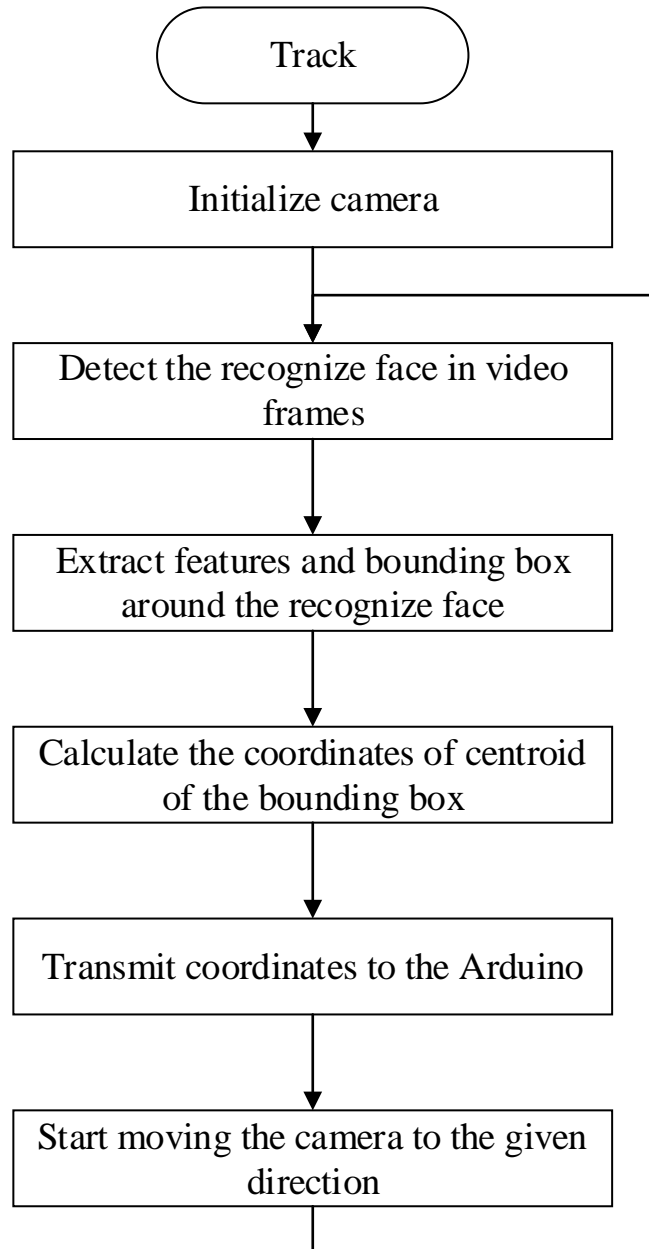 Track
Initialize camera
Detect the recognize face in video
frames
Extract features and bounding box
around the recognize face
Calculate the coordinates of centroid
of the bounding box
Transmit coordinates to the Arduino
Start moving the camera to the given
direction